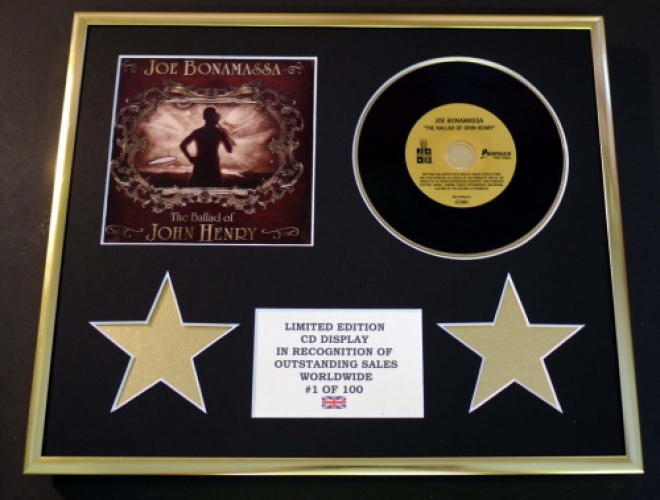 JOE BONAMASSA
The Ballad of
JOHN HENRY
JOE BONAMASSA
"THE BALLAD OF JOHN HENRY"
LIMITED EDITION
CD DISPLAY
IN RECOGNITION OF
OUTSTANDING SALES
WORLDWIDE
#1 OF 100